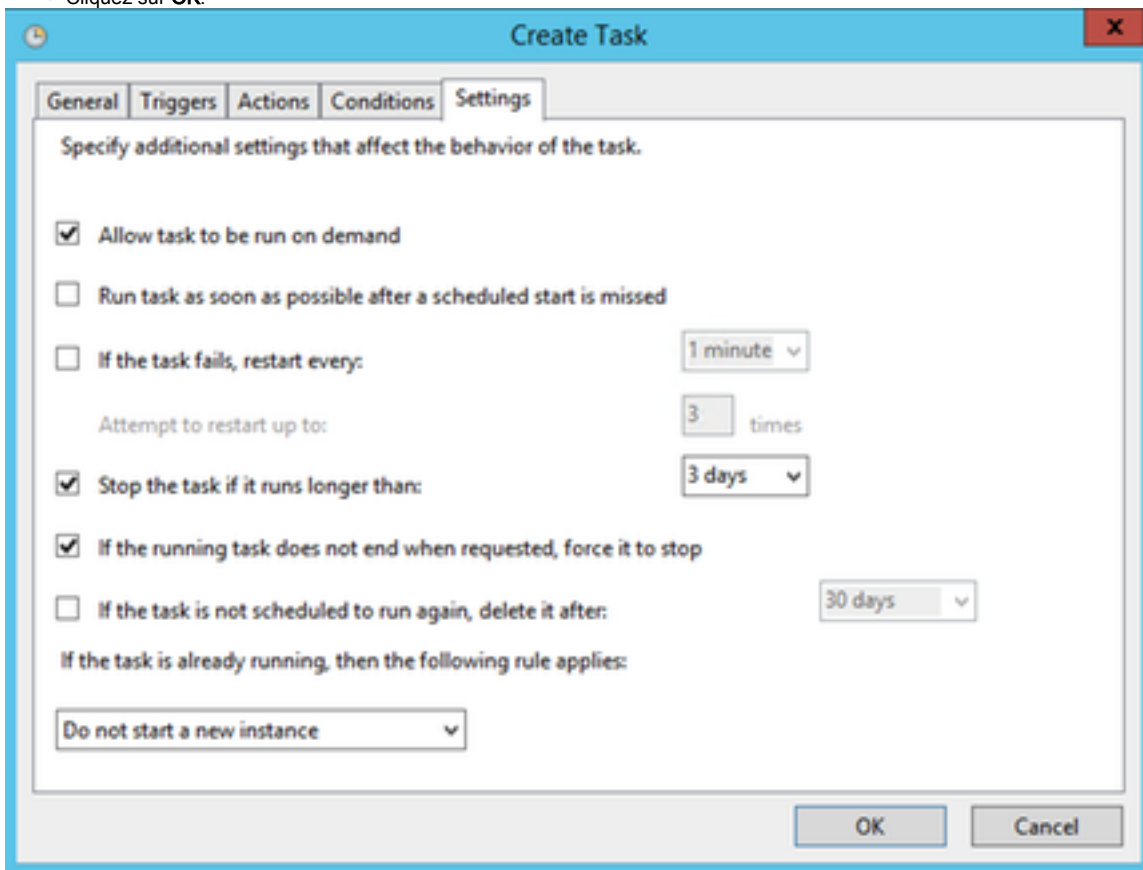 Cliquez sur OK.
Create Task
General Triggers Actions Conditions Settings
Specify additional settings that affect the behavior of the task.
Allow task to be run on demand
Run task as soon as possible after a scheduled start is missed
If the task fails, restart every: 1 minute
Attempt to restart up to: 3 times
Stop the task if it runs longer than: 3 days
If the running task does not end when requested, force it to stop
If the task is not scheduled to run again, delete it after: 30 days
If the task is already running, then the following rule applies:
Do not start a new instance
OK Cancel